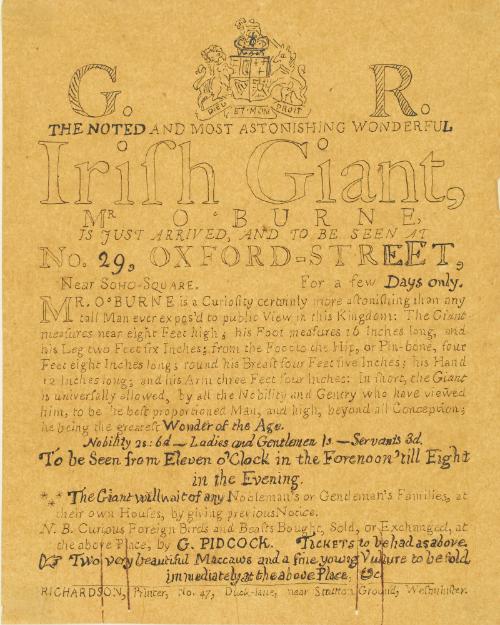 G. R.
DIEU ET MON DROIT
THE NOTED AND MOST ASTONISHING WONDERFUL
Iriſh Giant,
MR O'BURNE,
IS JUST ARRIVED, AND TO BE SEEN AT
No. 29, OXFORD-STREET,
Near SOHO-SQUARE. For a few Days only.
MR. O'BURNE is a Curioſity certainly more aſtoniſhing than any
tall Man ever expos'd to public View in this Kingdom: The Giant
meaſures near eight Feet high; his Foot meaſures 16 Inches long, and
his Leg two Feet ſix Inches; from the Foot to the Hip, or Pin-bone, four
Feet eight Inches long; round his Breaſt four Feet five Inches; his Hand
12 Inches long; and his Arm three Feet four Inches: In ſhort, the Giant
is univerſally allowed, by all the Nobility and Gentry who have viewed
him, to be the beſt proportioned Man, and high, beyond all Conception;
he being the greateſt Wonder of the Age.
Nobility 2s: 6d — Ladies and Gentlemen 1s — Servants 3d.
To be Seen from Eleven o'Clock in the Forenoon 'till Eight
in the Evening.
*⁎* The Giant will wait of any Nobleman's or Gentleman's Families, at
their own Houſes, by giving previous Notice.
N. B. Curious Foreign Birds and Beaſts Bought, Sold, or Exchanged, at
the above Place, by G. PIDCOCK. TICKETS to be had as above.
☞ Two very beautiful Maccaws and a fine young Vulture to be ſold
immediately at the above Place, &c.
RICHARDSON, Printer, No. 47, Duck-lane, near Strutton Ground, Weſtminſter.